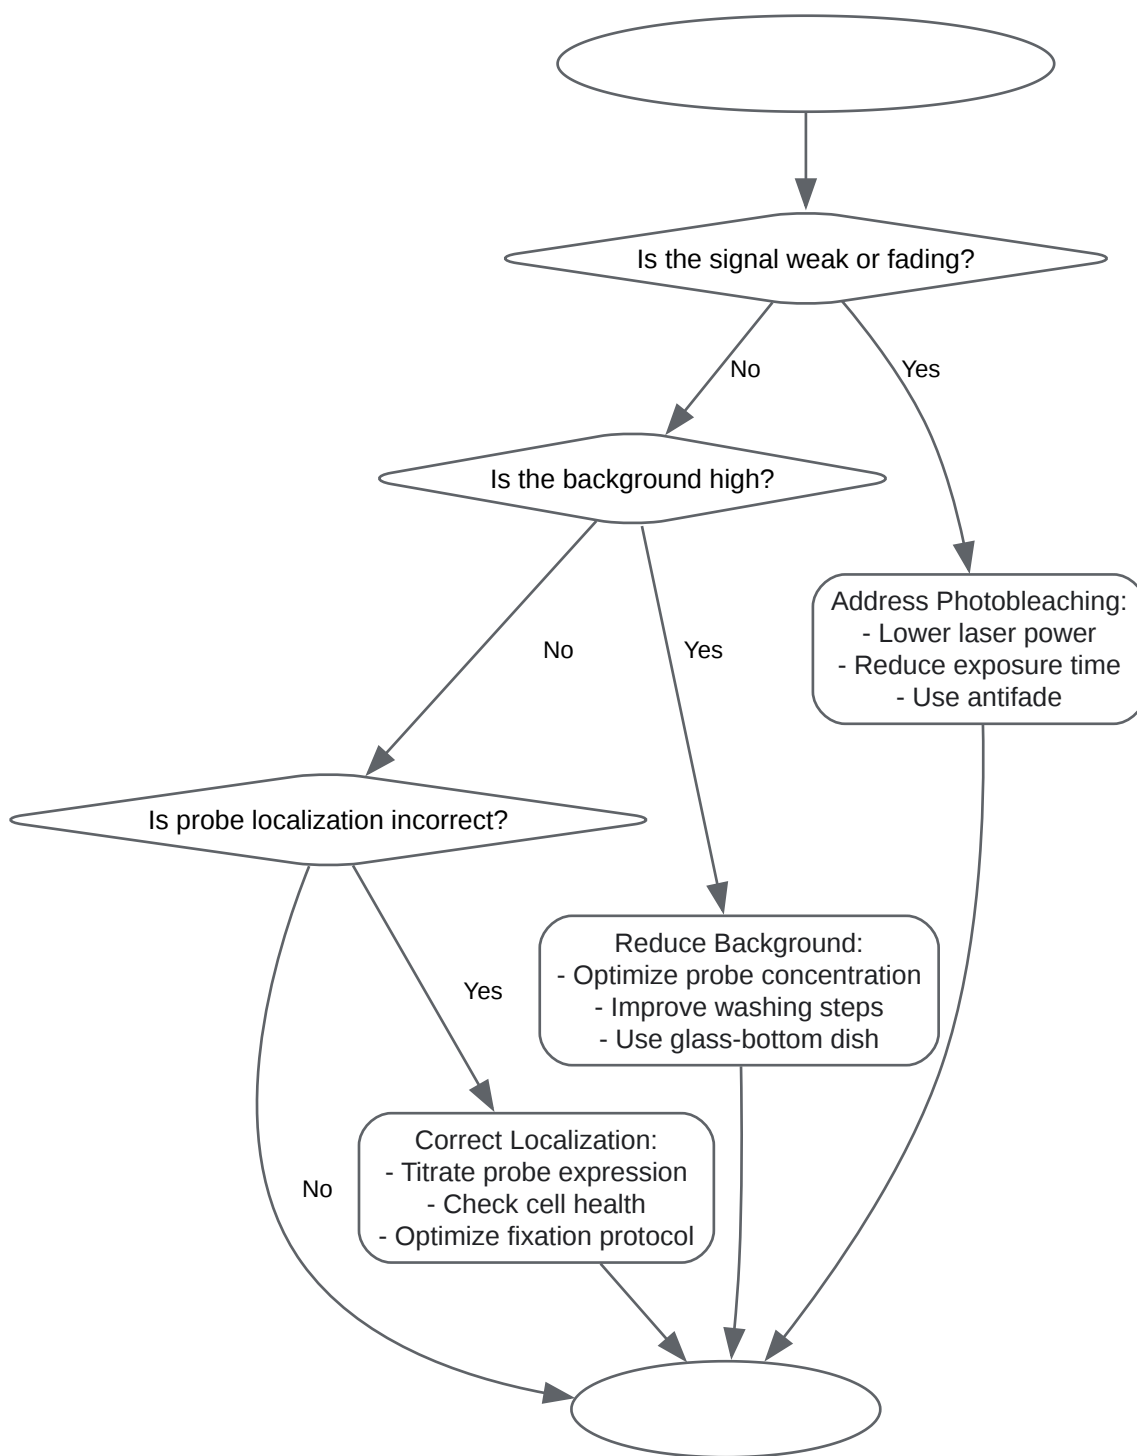 Is the signal weak or fading?
No
Yes
Is the background high?
Address Photobleaching:
- Lower laser power
- Reduce exposure time
- Use antifade
No
Yes
Is probe localization incorrect?
Reduce Background:
- Optimize probe concentration
- Improve washing steps
- Use glass-bottom dish
Yes
Correct Localization:
- Titrate probe expression
- Check cell health
- Optimize fixation protocol
No